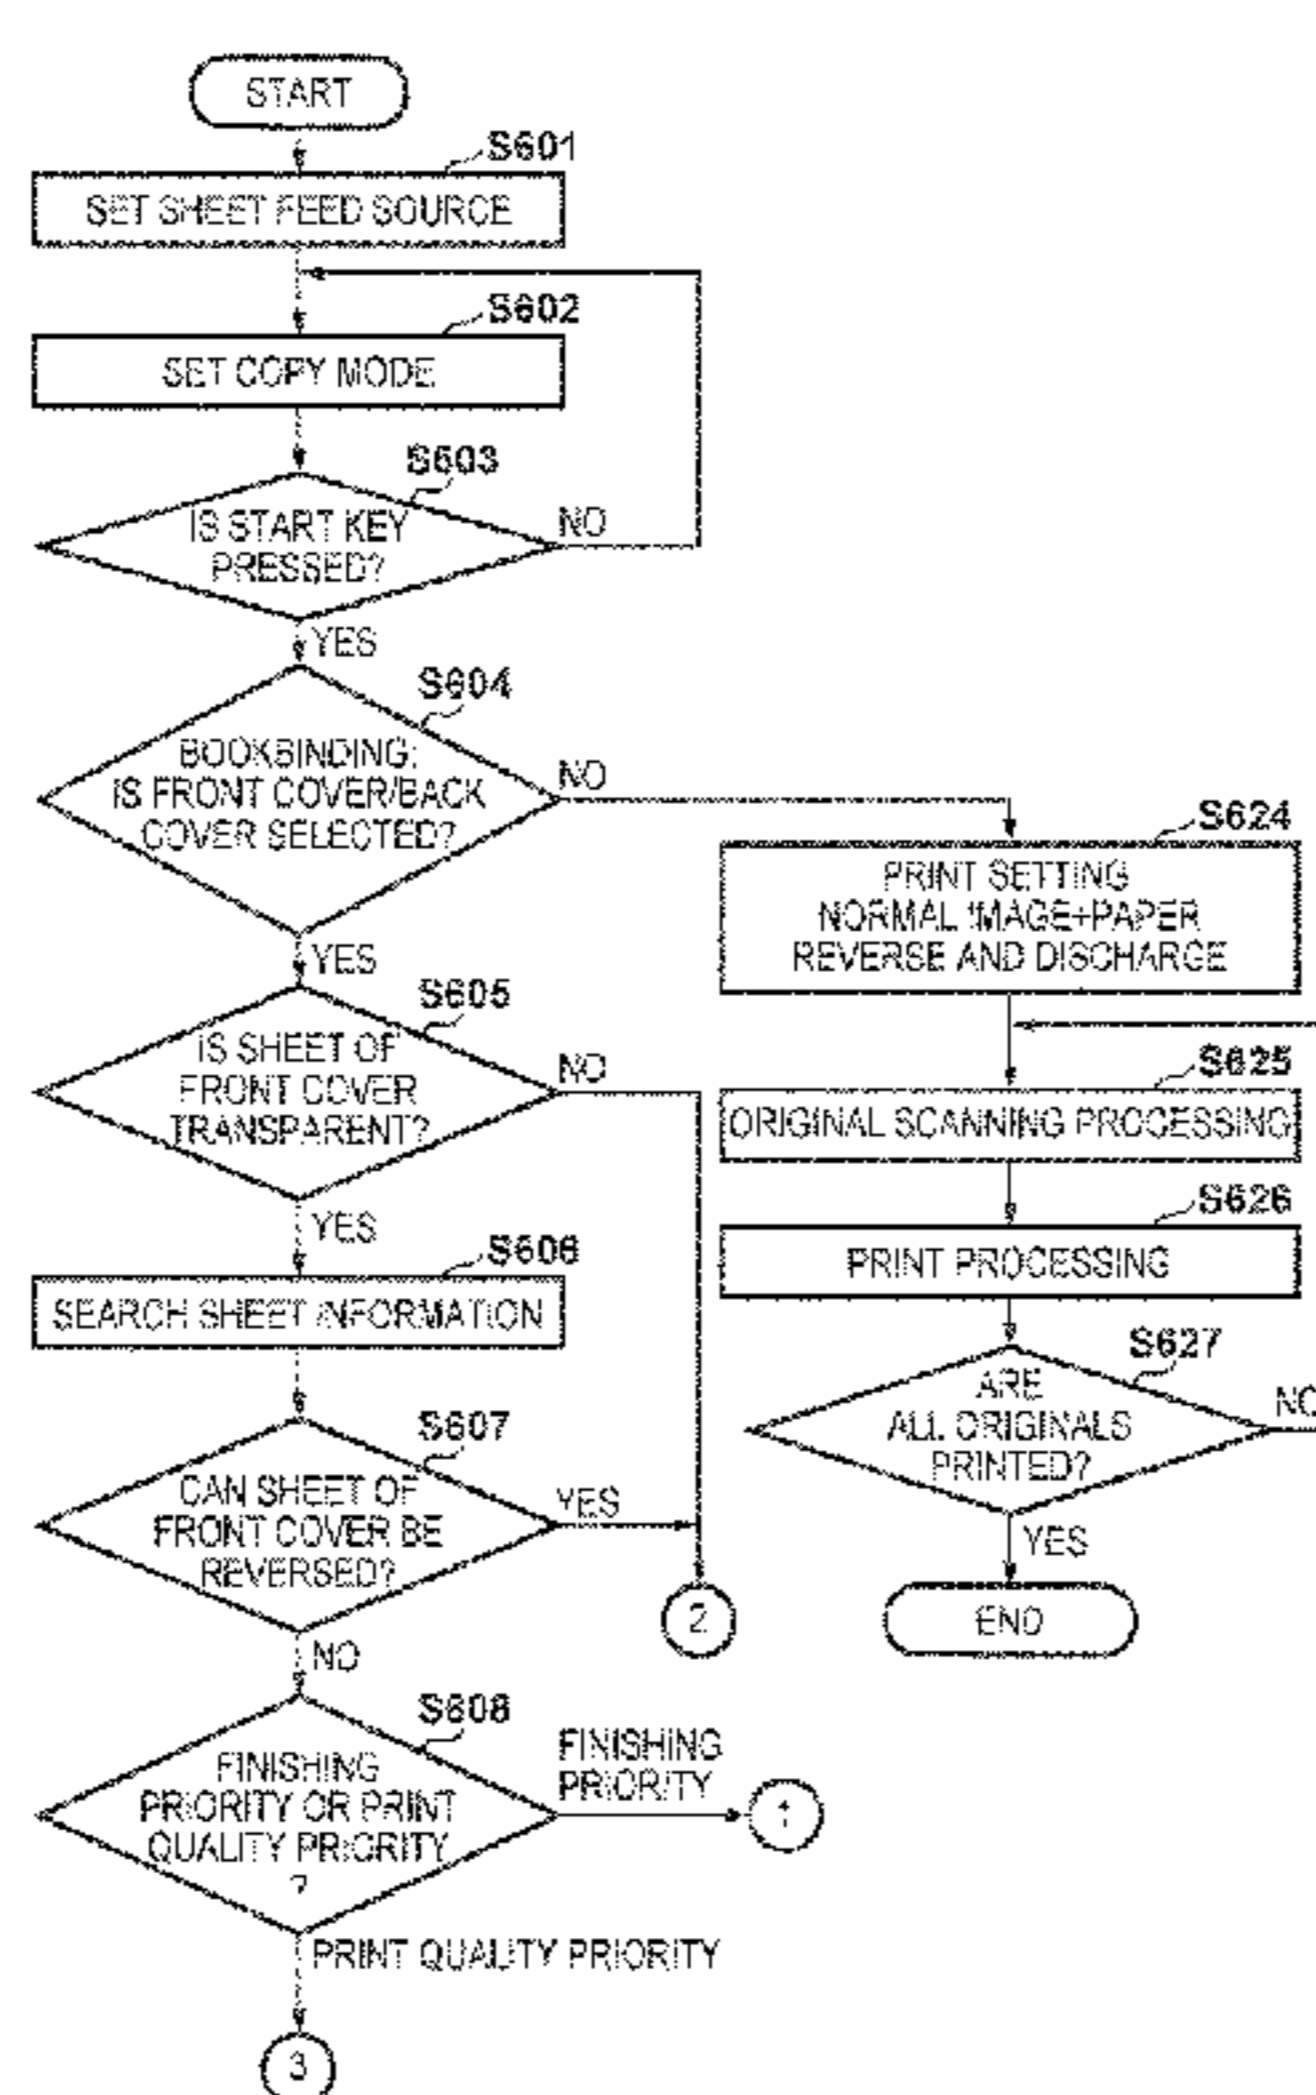 START
S601
SET SHEET FEED SOURCE
S602
SET COPY MODE
S603
IS START KEY
PRESSED?
NO
YES
S604
BOOKBINDING:
IS FRONT COVER/BACK
COVER SELECTED?
NO
YES
S605
IS SHEET OF
FRONT COVER
TRANSPARENT?
NO
YES
S606
SEARCH SHEET INFORMATION
S607
CAN SHEET OF
FRONT COVER BE
REVERSED?
YES
2
NO
S608
FINISHING
PRIORITY OR PRINT
QUALITY PRIORITY
?
FINISHING
PRIORITY
1
PRINT QUALITY PRIORITY
3
S624
PRINT SETTING
NORMAL IMAGE+PAPER
REVERSE AND DISCHARGE
S625
ORIGINAL SCANNING PROCESSING
S626
PRINT PROCESSING
S627
ARE
ALL ORIGINALS
PRINTED?
NO
YES
END